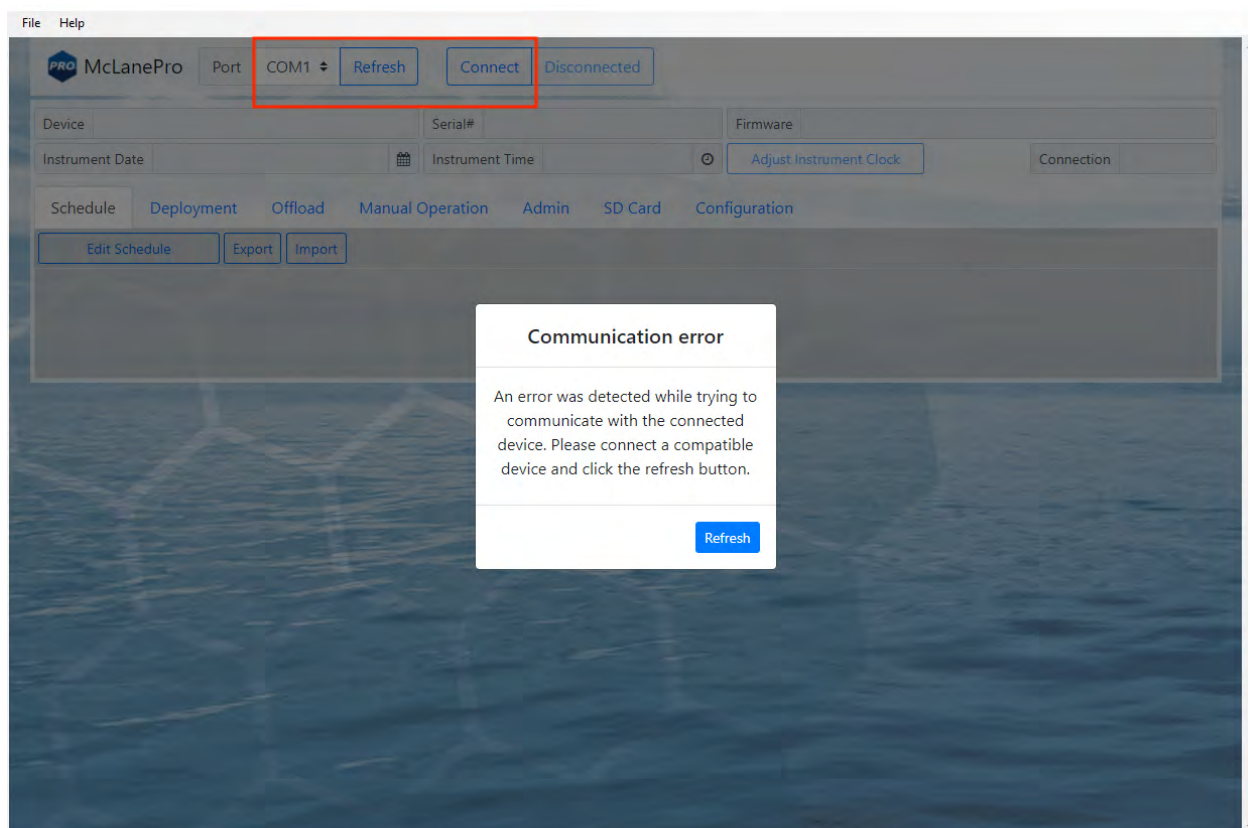 File Help
PRO McLanePro Port COM1 Refresh Connect Disconnected
Device Serial# Firmware
Instrument Date Instrument Time Adjust Instrument Clock Connection
Schedule Deployment Offload Manual Operation Admin SD Card Configuration
Edit Schedule Export Import
Communication error
An error was detected while trying to
communicate with the connected
device. Please connect a compatible
device and click the refresh button.
Refresh